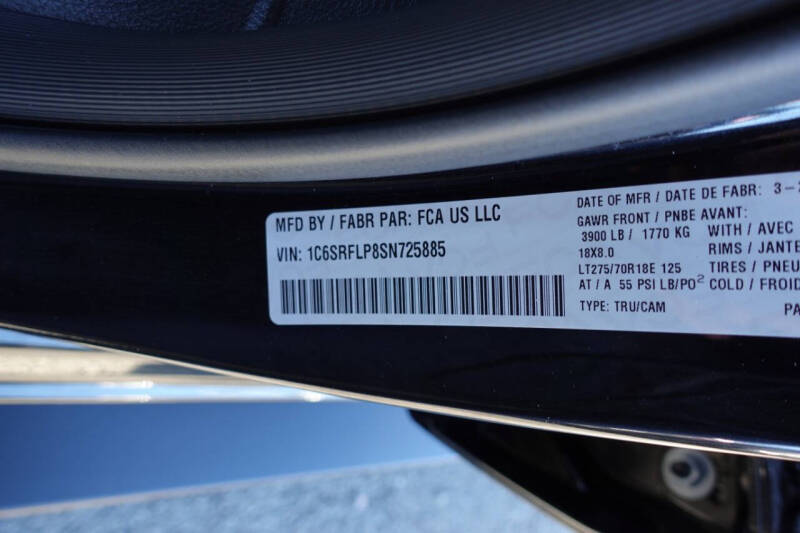 MFD BY / FABR PAR: FCA US LLC
VIN: 1C6SRFLP8SN725885
DATE OF MFR / DATE DE FABR: 3-2
GAWR FRONT / PNBE AVANT:
3900 LB / 1770 KG WITH / AVEC
18X8.0 RIMS / JANTE
LT275/70R18E 125 TIRES / PNEU
AT / A 55 PSI LB/PO² COLD / FROID
TYPE: TRU/CAM PA